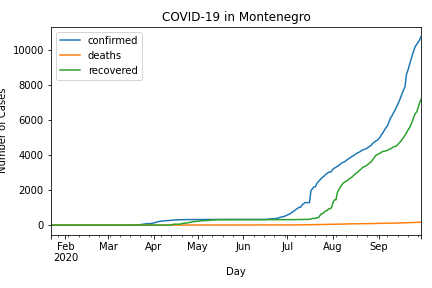 COVID-19 in Montenegro
confirmed
deaths
recovered
10000
8000
6000
4000
2000
0
Number of Cases
Feb Mar Apr May Jun Jul Aug Sep
2020
Day